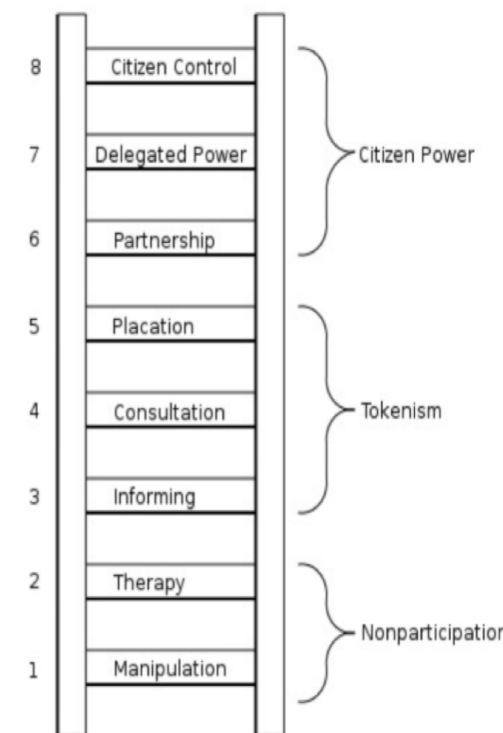 8 Citizen Control
7 Delegated Power Citizen Power
6 Partnership
5 Placation
4 Consultation Tokenism
3 Informing
2 Therapy
Nonparticipation
1 Manipulation